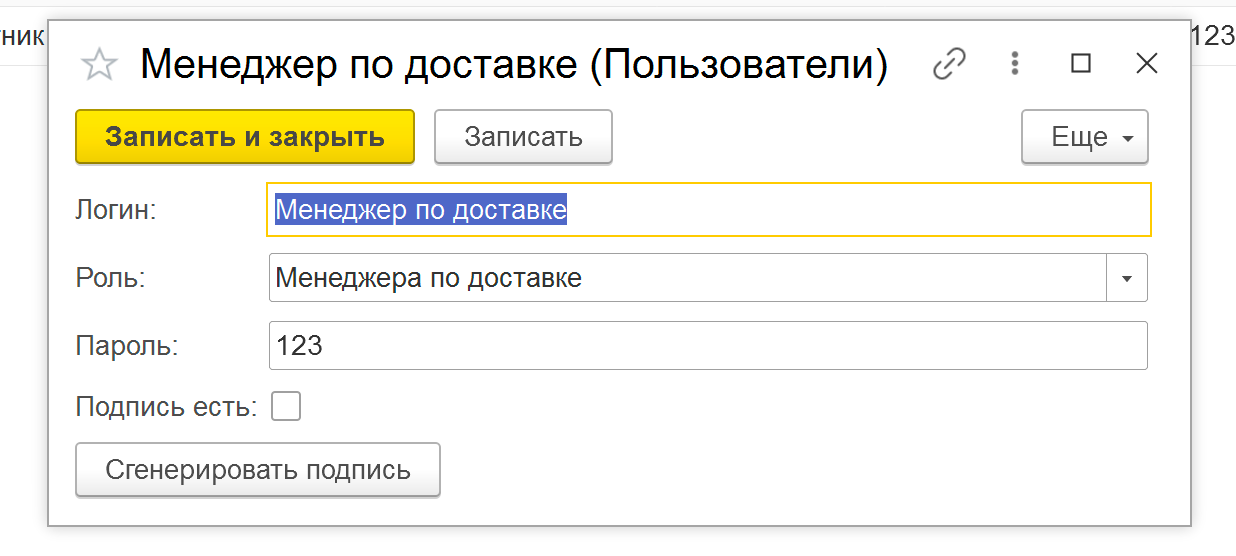 тник
123
Менеджер по доставке (Пользователи)
Записать и закрыть
Записать
Еще
Логин: Менеджер по доставке
Роль: Менеджера по доставке
Пароль: 123
Подпись есть:
Сгенерировать подпись